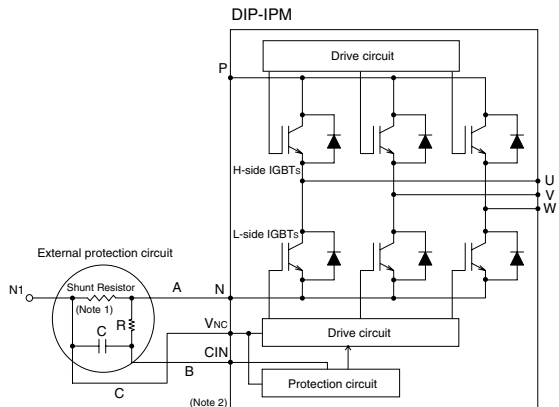 DIP-IPM
Drive circuit
P
H-side IGBTs
U
V
W
L-side IGBTs
External protection circuit
Shunt Resistor
A
N
N1
(Note 1)
R
VNC
Drive circuit
C
CIN
B
C
Protection circuit
(Note 2)